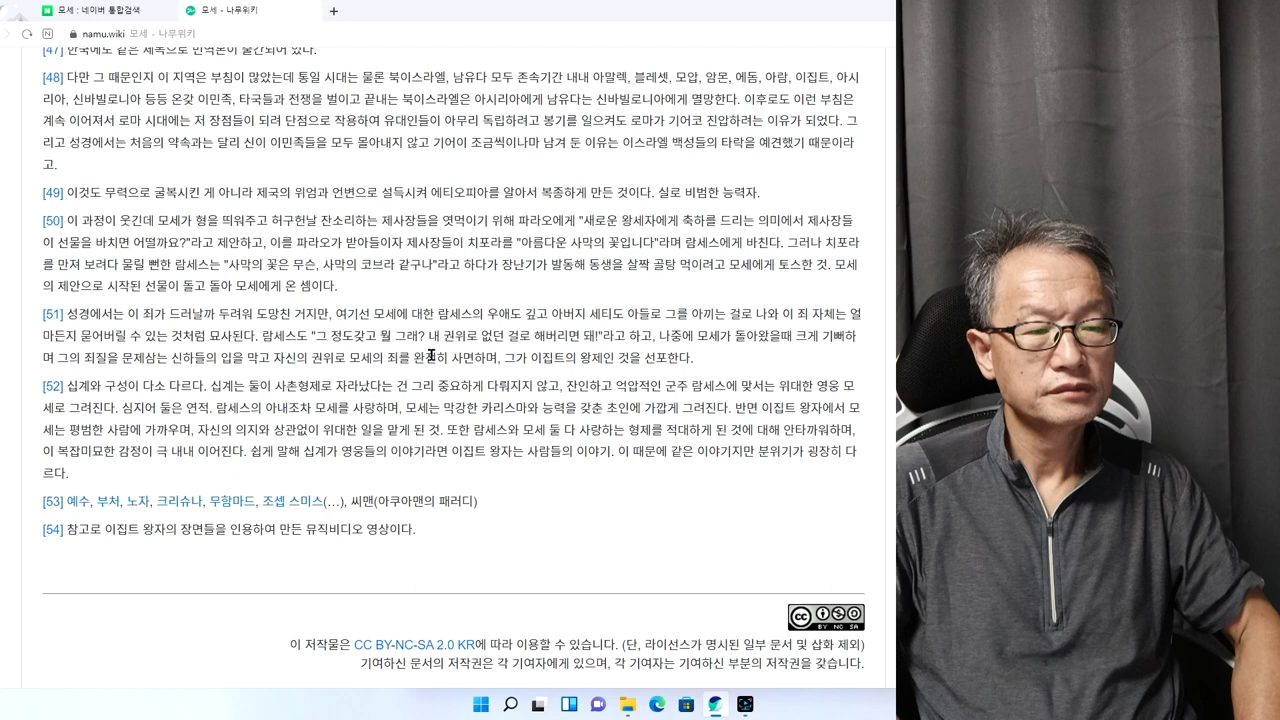 모세 : 네이버 통합검색
모세 - 나무위키
namu.wiki 모세 - 나무위키
[47] 한국에도 같은 제목으로 번역본이 출간되어 있다.
[48] 다만 그 때문인지 이 지역은 부침이 많았는데 통일 시대는 물론 북이스라엘, 남유다 모두 존속기간 내내 아말렉, 블레셋, 모압, 암몬, 에돔, 아람, 이집트, 아시
리아, 신바빌로니아 등등 온갖 이민족, 타국들과 전쟁을 벌이고 끝내는 북이스라엘은 아시리아에게 남유다는 신바빌로니아에게 멸망한다. 이후로도 이런 부침은
계속 이어져서 로마 시대에는 저 장점들이 되려 단점으로 작용하여 유대인들이 아무리 독립하려고 봉기를 일으켜도 로마가 기어코 진압하려는 이유가 되었다. 그
리고 성경에서는 처음의 약속과는 달리 신이 이민족들을 모두 몰아내지 않고 기어이 조금씩이나마 남겨 둔 이유는 이스라엘 백성들의 타락을 예견했기 때문이라
고.
[49] 이것도 무력으로 굴복시킨 게 아니라 제국의 위엄과 언변으로 설득시켜 에티오피아를 알아서 복종하게 만든 것이다. 실로 비범한 능력자.
[50] 이 과정이 웃긴데 모세가 형을 띄워주고 허구헌날 잔소리하는 제사장들을 엿먹이기 위해 파라오에게 "새로운 왕세자에게 축하를 드리는 의미에서 제사장들
이 선물을 바치면 어떨까요?"라고 제안하고, 이를 파라오가 받아들이자 제사장들이 치포라를 "아름다운 사막의 꽃입니다"라며 람세스에게 바친다. 그러나 치포라
를 만져 보려다 물릴 뻔한 람세스는 "사막의 꽃은 무슨, 사막의 코브라 같구나"라고 하다가 장난기가 발동해 동생을 살짝 골탕 먹이려고 모세에게 토스한 것. 모세
의 제안으로 시작된 선물이 돌고 돌아 모세에게 온 셈이다.
[51] 성경에서는 이 죄가 드러날까 두려워 도망친 거지만, 여기선 모세에 대한 람세스의 우애도 깊고 아버지 세티도 아들로 그를 아끼는 걸로 나와 이 죄 자체는 얼
마든지 묻어버릴 수 있는 것처럼 묘사된다. 람세스도 "그 정도갖고 뭘 그래? 내 권위로 없던 걸로 해버리면 돼!"라고 하고, 나중에 모세가 돌아왔을때 크게 기뻐하
며 그의 죄질을 문제삼는 신하들의 입을 막고 자신의 권위로 모세의 죄를 완전히 사면하며, 그가 이집트의 왕제인 것을 선포한다.
[52] 십계와 구성이 다소 다르다. 십계는 둘이 사촌형제로 자라났다는 건 그리 중요하게 다뤄지지 않고, 잔인하고 억압적인 군주 람세스에 맞서는 위대한 영웅 모
세로 그려진다. 심지어 둘은 연적. 람세스의 아내조차 모세를 사랑하며, 모세는 막강한 카리스마와 능력을 갖춘 초인에 가깝게 그려진다. 반면 이집트 왕자에서 모
세는 평범한 사람에 가까우며, 자신의 의지와 상관없이 위대한 일을 맡게 된 것. 또한 람세스와 모세 둘 다 사랑하는 형제를 적대하게 된 것에 대해 안타까워하며,
이 복잡미묘한 감정이 극 내내 이어진다. 쉽게 말해 십계가 영웅들의 이야기라면 이집트 왕자는 사람들의 이야기. 이 때문에 같은 이야기지만 분위기가 굉장히 다
르다.
[53] 예수, 부처, 노자, 크리슈나, 무함마드, 조셉 스미스(…), 씨맨(아쿠아맨의 패러디)
[54] 참고로 이집트 왕자의 장면들을 인용하여 만든 뮤직비디오 영상이다.
CC BY NC SA
이 저작물은 CC BY-NC-SA 2.0 KR에 따라 이용할 수 있습니다. (단, 라이선스가 명시된 일부 문서 및 삽화 제외)
기여하신 문서의 저작권은 각 기여자에게 있으며, 각 기여자는 기여하신 부분의 저작권을 갖습니다.